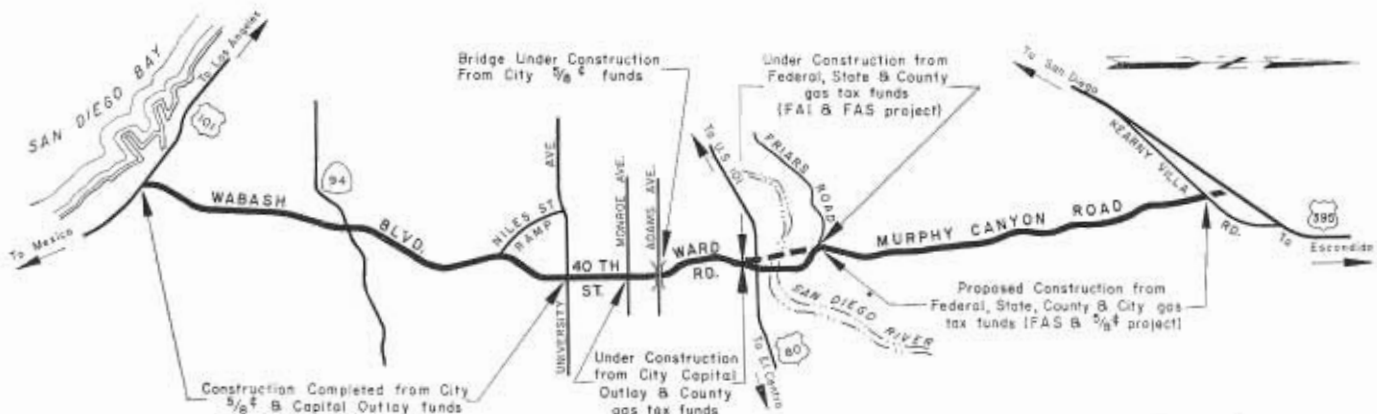 SAN DIEGO BAY
To Los Angeles
101
To Mexico
WABASH
BLVD.
94
NILES ST.
RAMP
AVE.
UNIVERSITY
40 TH
ST.
MONROE AVE.
ADAMS AVE.
WARD
RD.
Bridge Under Construction
From City 5/8 ¢ funds
To U.S. 101
Under Construction from
Federal, State & County
gas tax funds
(FAI & FAS project)
FRIARS
ROAD
SAN DIEGO
RIVER
80
To El Centro
MURPHY CANYON ROAD
To San Diego
KEARNY VILLA
RD.
To
395
Escondido
Proposed Construction from
Federal, State, County & City gas
tax funds (FAS & 5/8¢ project)
Construction Completed from City
5/8¢ & Capital Outlay funds
Under Construction
from City Capital
Outlay & County
gas tax funds